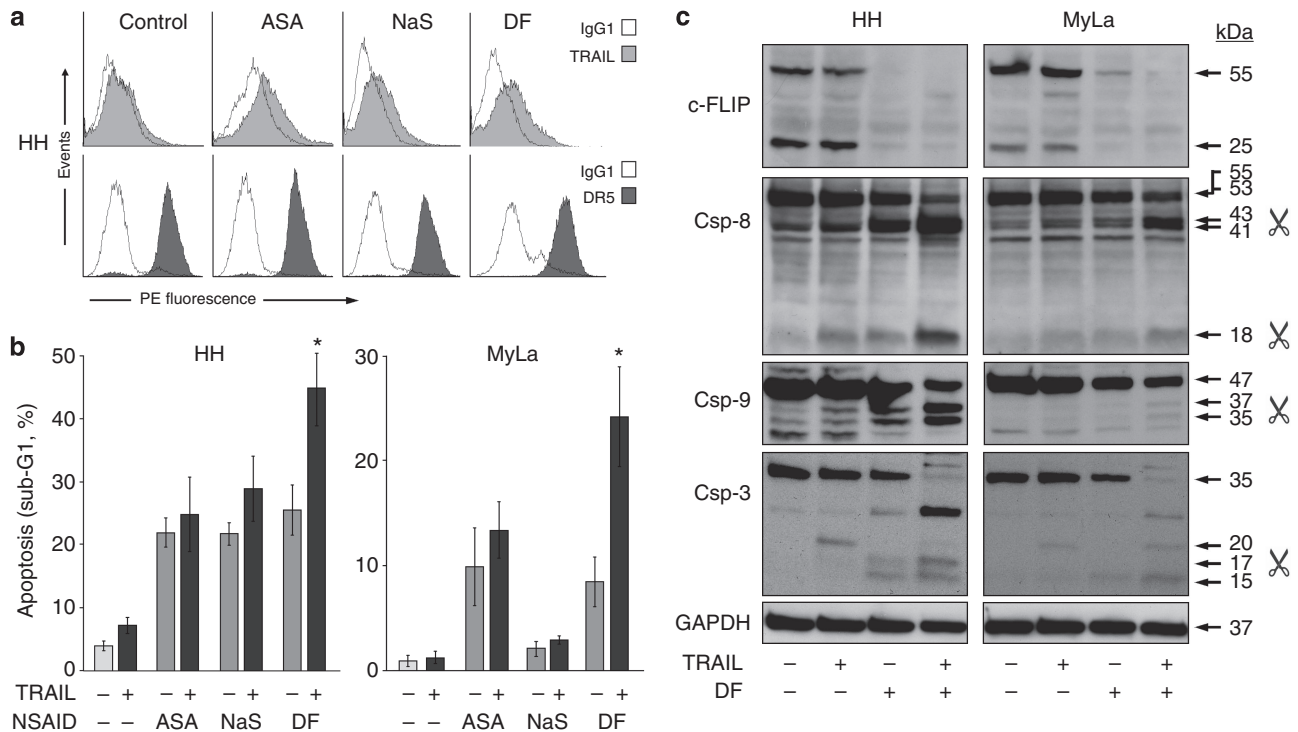 a
Control ASA NaS DF
IgG1
TRAIL
HH
Events
IgG1
DR5
PE fluorescence
b
HH
MyLa
Apoptosis (sub-G1, %)
50
40
30
20
10
0
30
20
10
0
*
*
TRAIL – + – + – + – + – + – + – + – +
NSAID – – ASA NaS DF – – ASA NaS DF
c
HH MyLa kDa
c-FLIP
55
25
Csp-8
55
53
43
41
18
Csp-9
47
37
35
Csp-3
35
20
17
15
GAPDH
37
TRAIL – + – + – + – +
DF – – + + – – + +